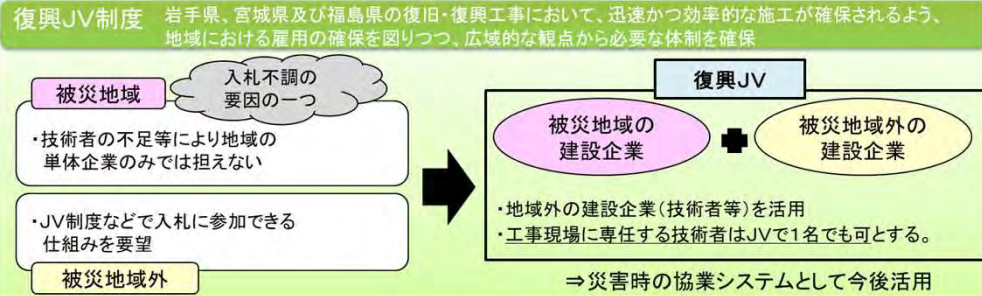 復興JV制度
岩手県、宮城県及び福島県の復旧・復興工事において、迅速かつ効率的な施工が確保されるよう、
地域における雇用の確保を図りつつ、広域的な観点から必要な体制を確保
入札不調の
要因の一つ
被災地域
・技術者の不足等により地域の
単体企業のみでは担えない
・JV制度などで入札に参加できる
仕組みを要望
被災地域外
復興JV
被災地域の
建設企業
被災地域外の
建設企業
・地域外の建設企業(技術者等)を活用
・工事現場に専任する技術者はJVで1名でも可とする。
⇒災害時の協業システムとして今後活用